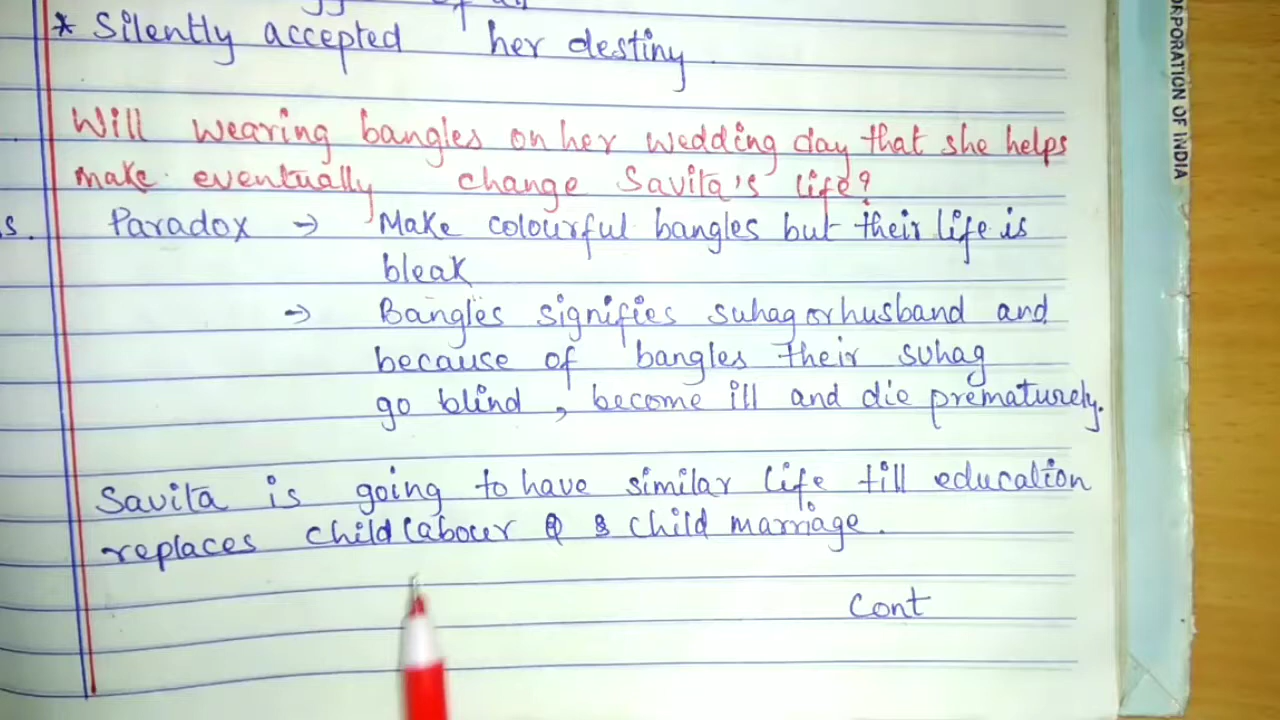 * Silently accepted her destiny
Will wearing bangles on her wedding day that she helps
make eventually change Savita's life?
s. Paradox → Make colourful bangles but their life is
bleak
→ Bangles signifies suhag or husband and
because of bangles their suhag
go blind, become ill and die prematurely.
Savita is going to have similar life till education
replaces child labour & child marriage.
Cont
ORPORATION OF INDIA